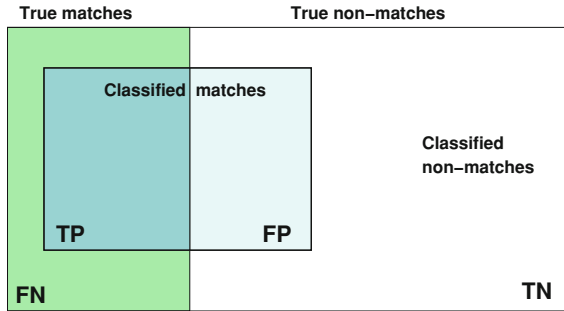 True matches
True non−matches
Classified matches
Classified
non−matches
TP
FP
FN
TN